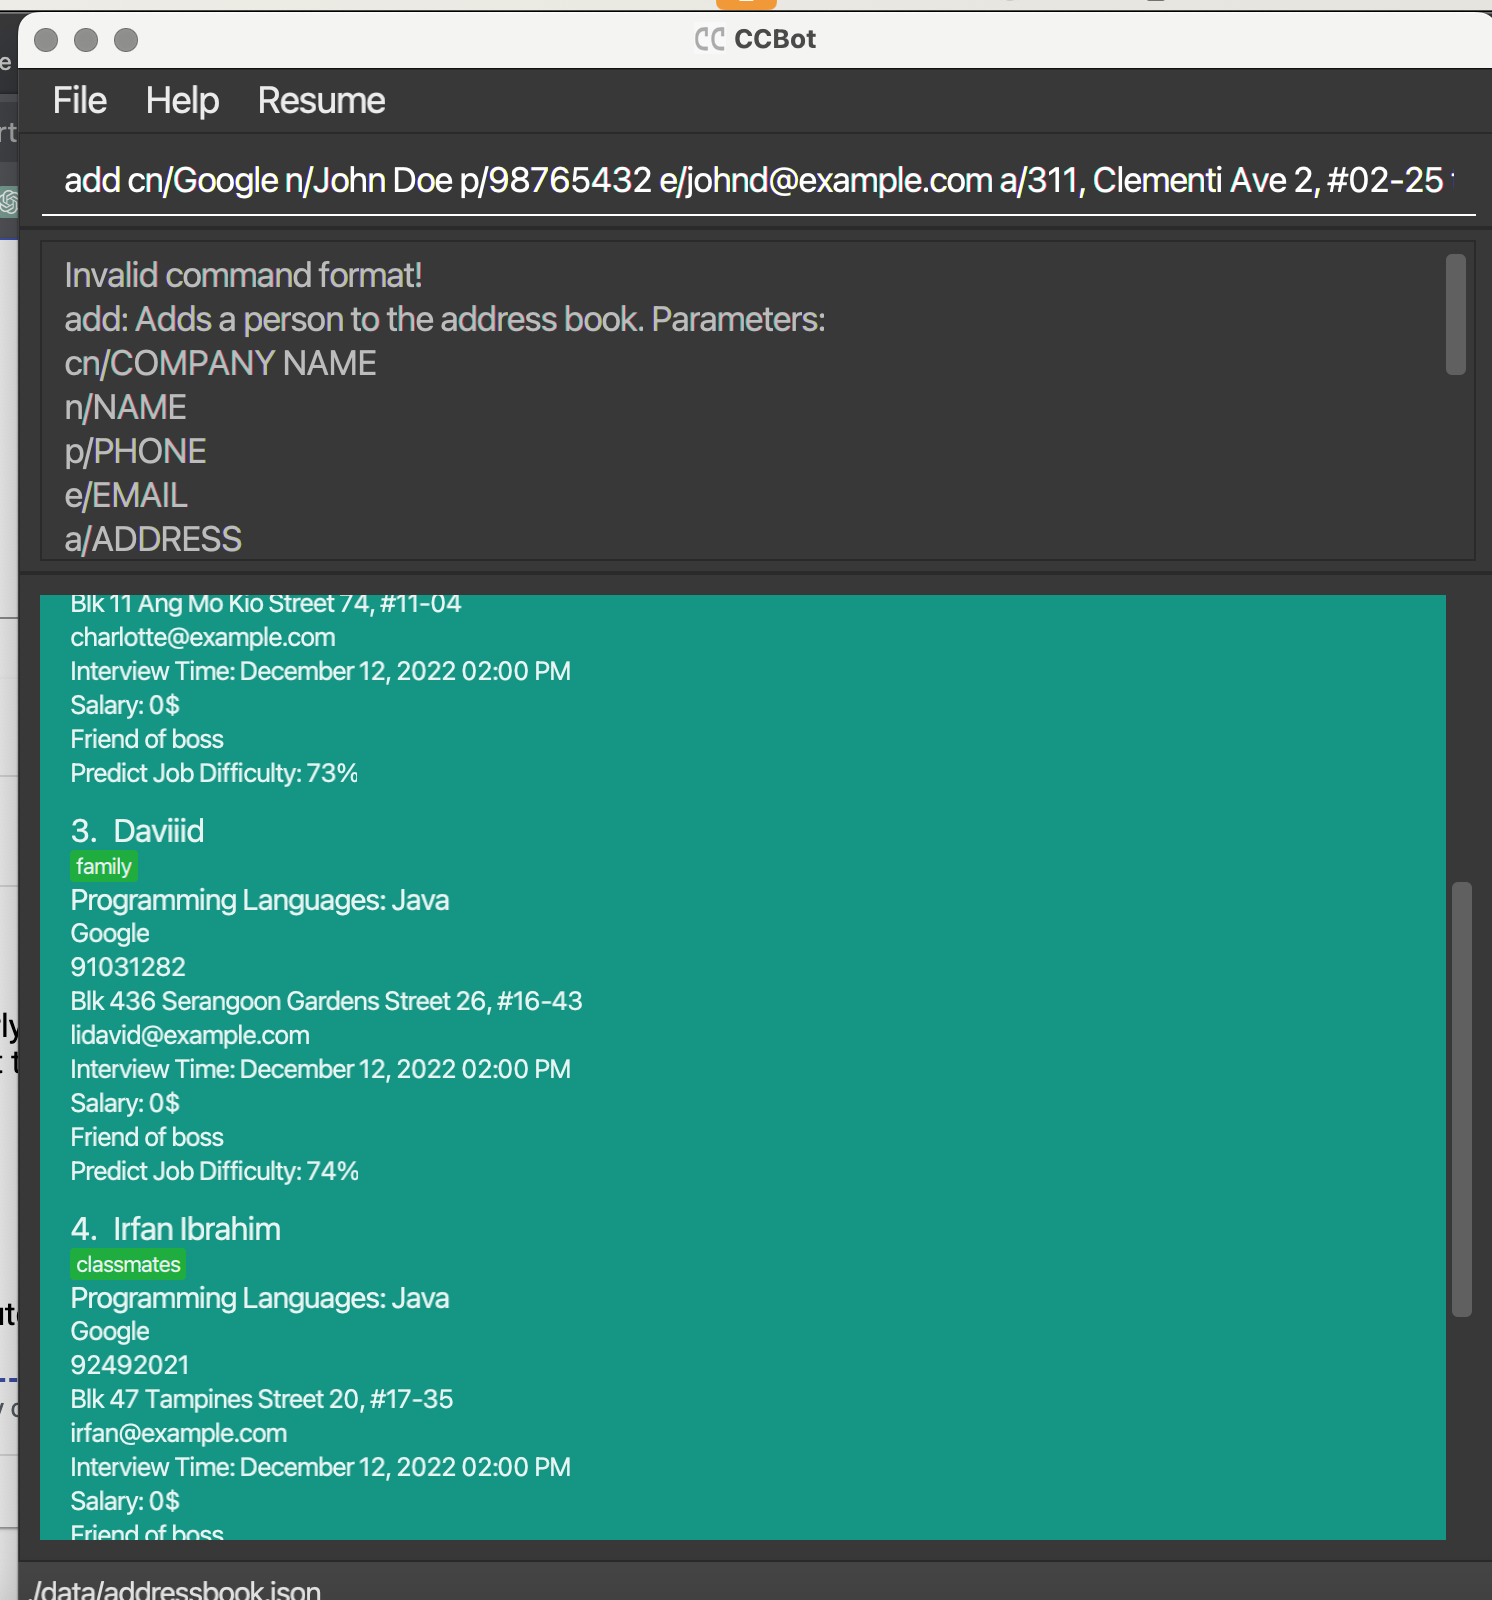 CCBot
File Help Resume
add cn/Google n/John Doe p/98765432 e/johnd@example.com a/311, Clementi Ave 2, #02-25
Invalid command format!
add: Adds a person to the address book. Parameters:
cn/COMPANY NAME
n/NAME
p/PHONE
e/EMAIL
a/ADDRESS
Blk 11 Ang Mo Kio Street 74, #11-04
charlotte@example.com
Interview Time: December 12, 2022 02:00 PM
Salary: 0$
Friend of boss
Predict Job Difficulty: 73%
3. Daviiid
family
Programming Languages: Java
Google
91031282
Blk 436 Serangoon Gardens Street 26, #16-43
lidavid@example.com
Interview Time: December 12, 2022 02:00 PM
Salary: 0$
Friend of boss
Predict Job Difficulty: 74%
4. Irfan Ibrahim
classmates
Programming Languages: Java
Google
92492021
Blk 47 Tampines Street 20, #17-35
irfan@example.com
Interview Time: December 12, 2022 02:00 PM
Salary: 0$
Friend of boss
./data/addressbook.json